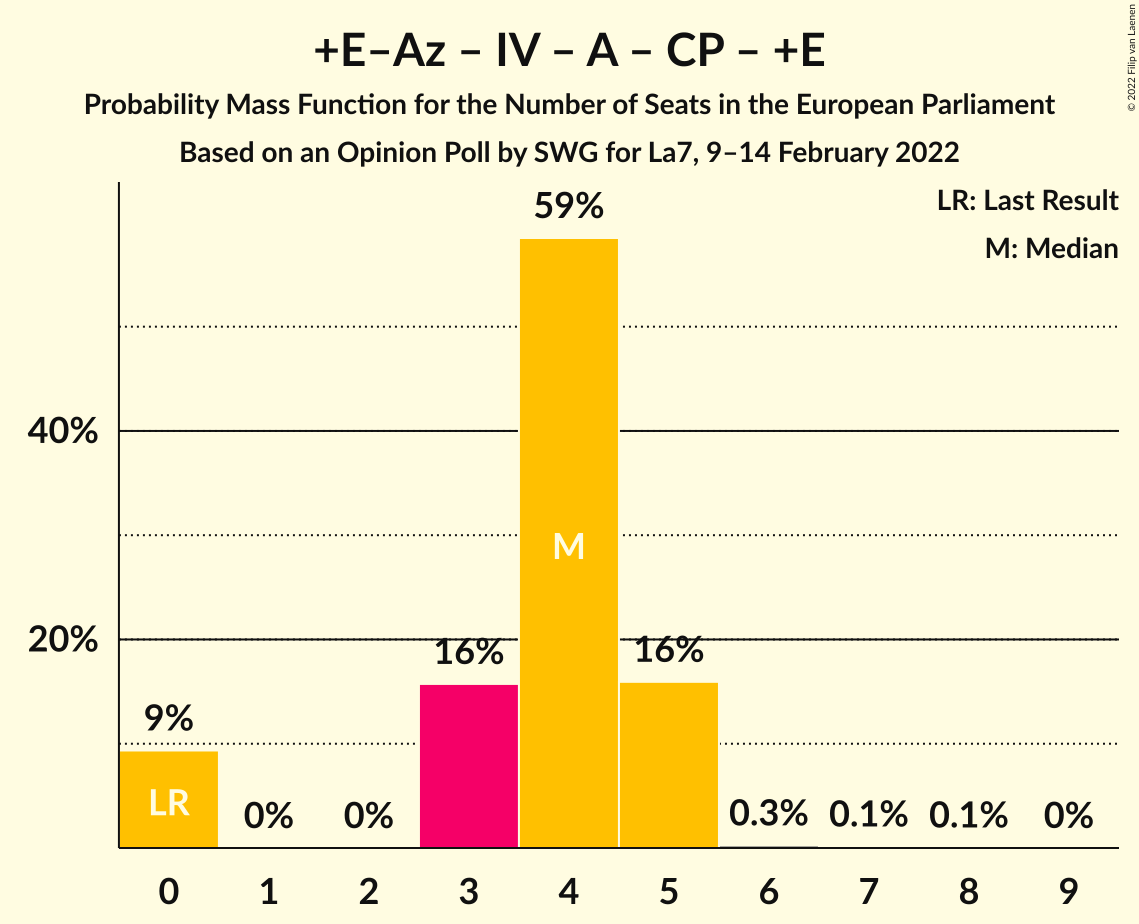 +E–Az – IV – A – CP – +E
Probability Mass Function for the Number of Seats in the European Parliament
Based on an Opinion Poll by SWG for La7, 9–14 February 2022
© 2022 Filip van Laenen
LR: Last Result
M: Median
59%
40%
M
20%
16%
16%
9%
LR
0%
0%
0.3%
0.1%
0.1%
0%
0 1 2 3 4 5 6 7 8 9